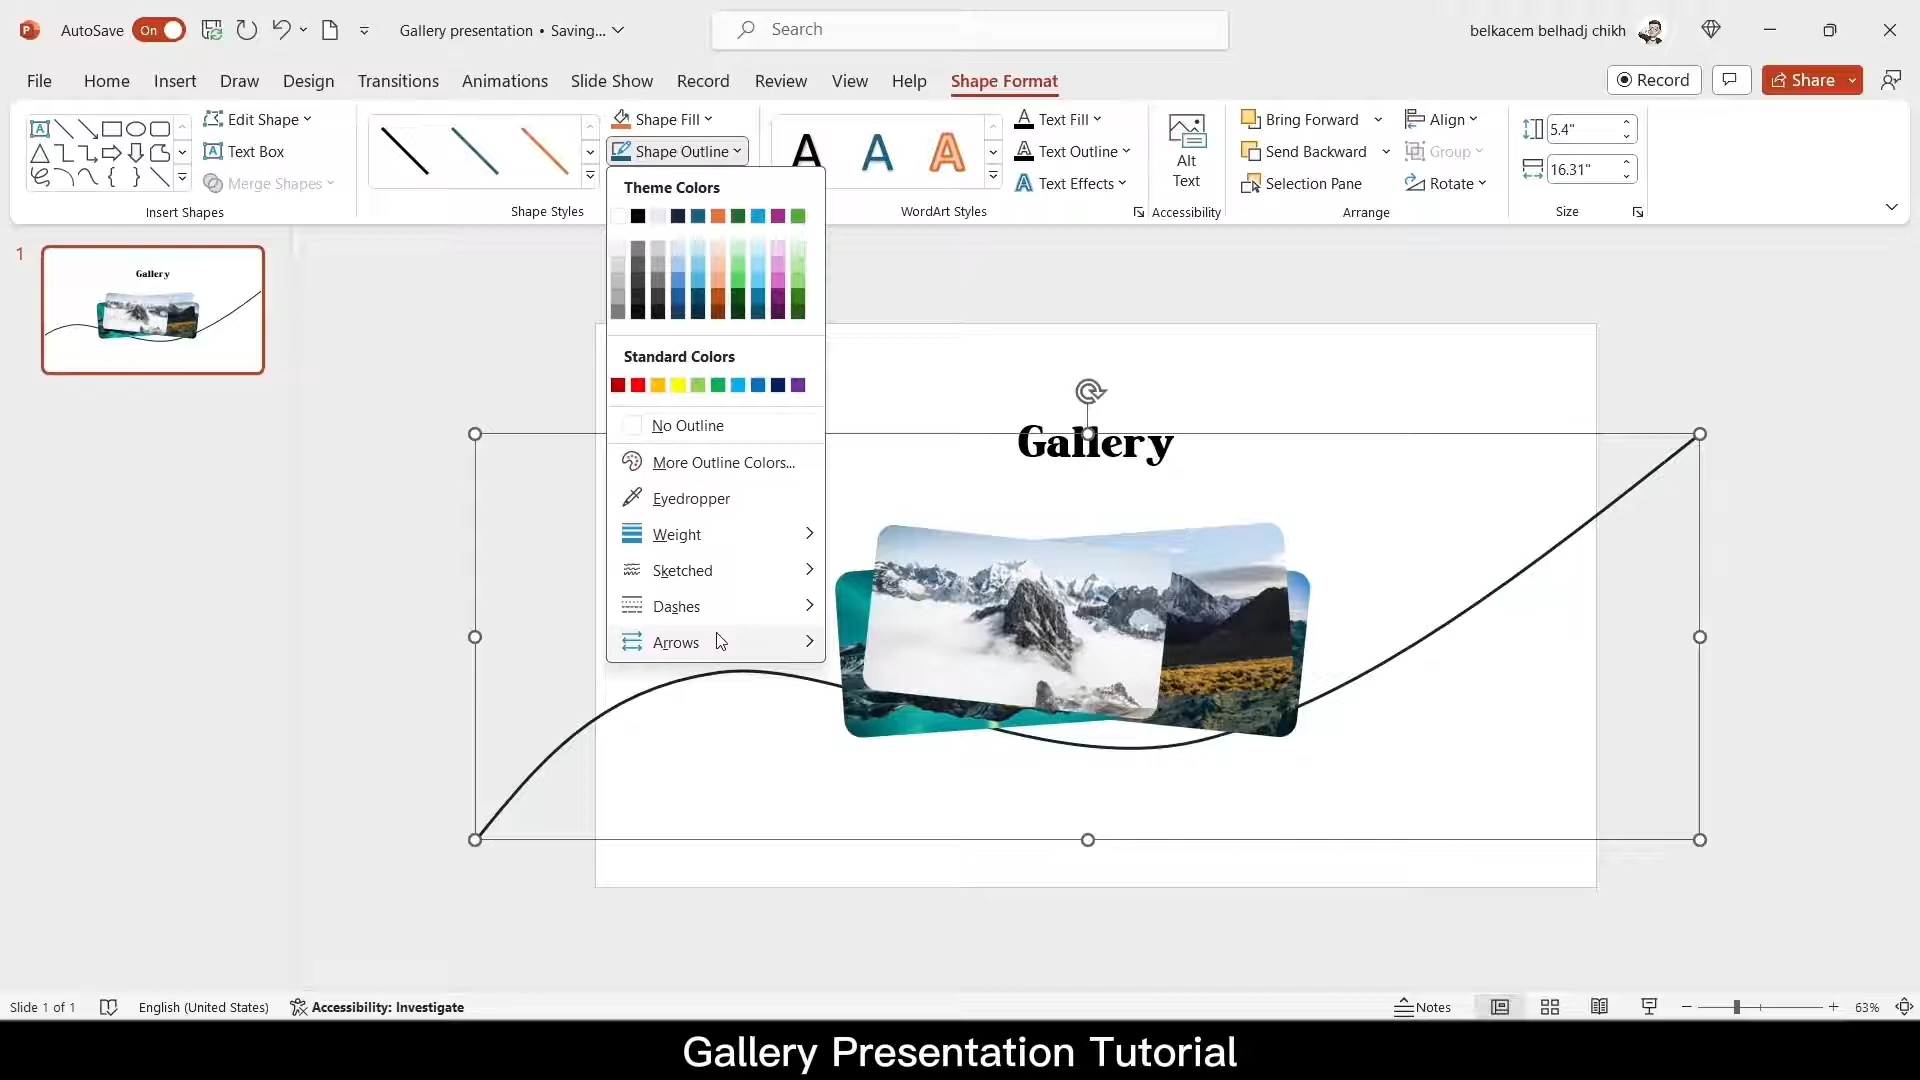 AutoSave On
Gallery presentation • Saving...
Search
belkacem belhadj chikh
File Home Insert Draw Design Transitions Animations Slide Show Record Review View Help Shape Format
Record
Share
Edit Shape
Text Box
Merge Shapes
Insert Shapes
Shape Styles
Shape Fill
Shape Outline
A A A
WordArt Styles
Text Fill
Text Outline
Text Effects
Alt
Text
Accessibility
Bring Forward
Send Backward
Selection Pane
Align
Group
Rotate
Arrange
5.4"
16.31"
Size
Theme Colors
Standard Colors
No Outline
More Outline Colors...
Eyedropper
Weight
Sketched
Dashes
Arrows
1
Gallery
Gallery
Slide 1 of 1
English (United States)
Accessibility: Investigate
Notes
63%
Gallery Presentation Tutorial